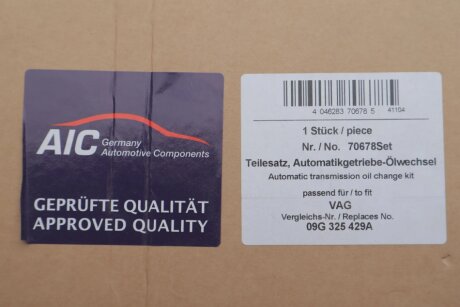 AIC Germany
Automotive Components
GEPRÜFTE QUALITÄT
APPROVED QUALITY
4 046283 70678 5 41104
1 Stück / piece
Nr. / No. 70678Set
Teilesatz, Automatikgetriebe-Ölwechsel
Automatic transmission oil change kit
passend für / to fit
VAG
Vergleichs-Nr. / Replaces No.
09G 325 429A